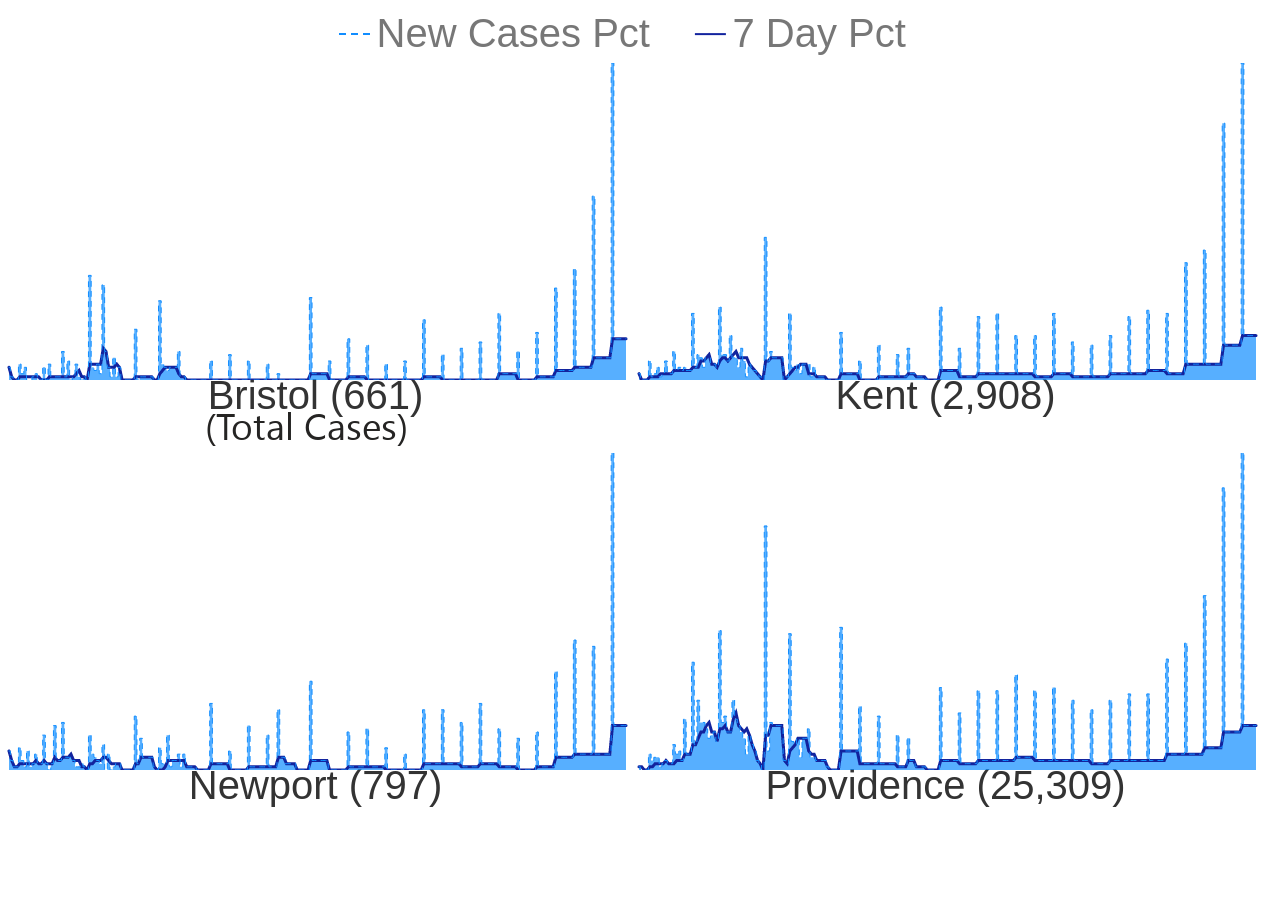 New Cases Pct 7 Day Pct
Bristol (661)
(Total Cases)
Kent (2,908)
Newport (797)
Providence (25,309)